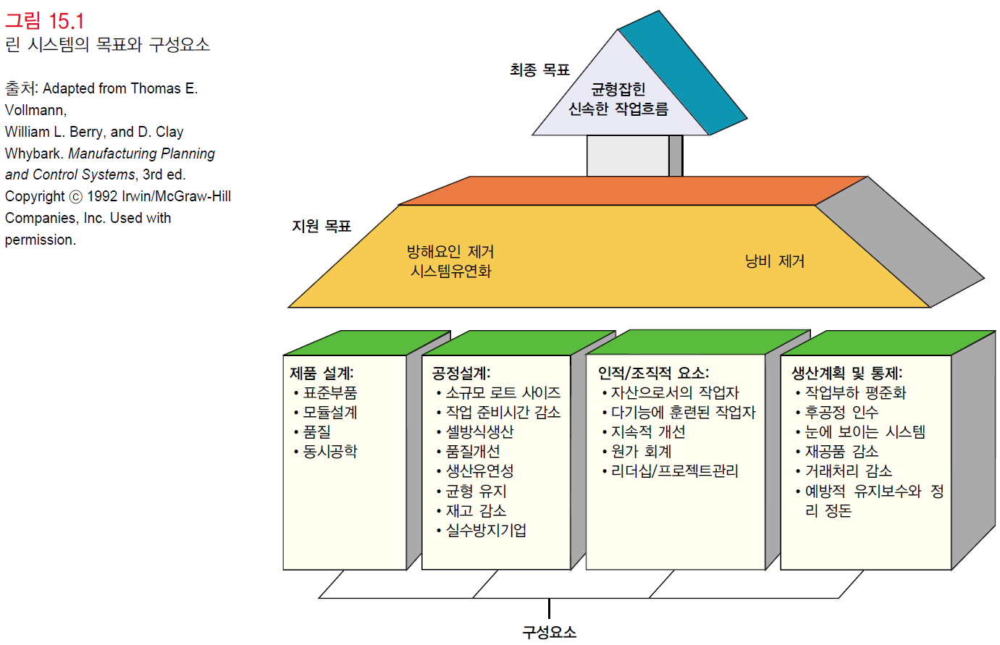 그림 15.1
린 시스템의 목표와 구성요소
출처: Adapted from Thomas E.
Vollmann,
William L. Berry, and D. Clay
Whybark. Manufacturing Planning
and Control Systems, 3rd ed.
Copyright ⓒ 1992 Irwin/McGraw-Hill
Companies, Inc. Used with
permission.
최종 목표
균형잡힌
신속한 작업흐름
지원 목표
방해요인 제거
시스템유연화
낭비 제거
제품 설계:
• 표준부품
• 모듈설계
• 품질
• 동시공학
공정설계:
• 소규모 로트 사이즈
• 작업 준비시간 감소
• 셀방식생산
• 품질개선
• 생산유연성
• 균형 유지
• 재고 감소
• 실수방지기업
인적/조직적 요소:
• 자산으로서의 작업자
• 다기능에 훈련된 작업자
• 지속적 개선
• 원가 회계
• 리더십/프로젝트관리
생산계획 및 통제:
• 작업부하 평준화
• 후공정 인수
• 눈에 보이는 시스템
• 재공품 감소
• 거래처리 감소
• 예방적 유지보수와 정
리 정돈
구성요소